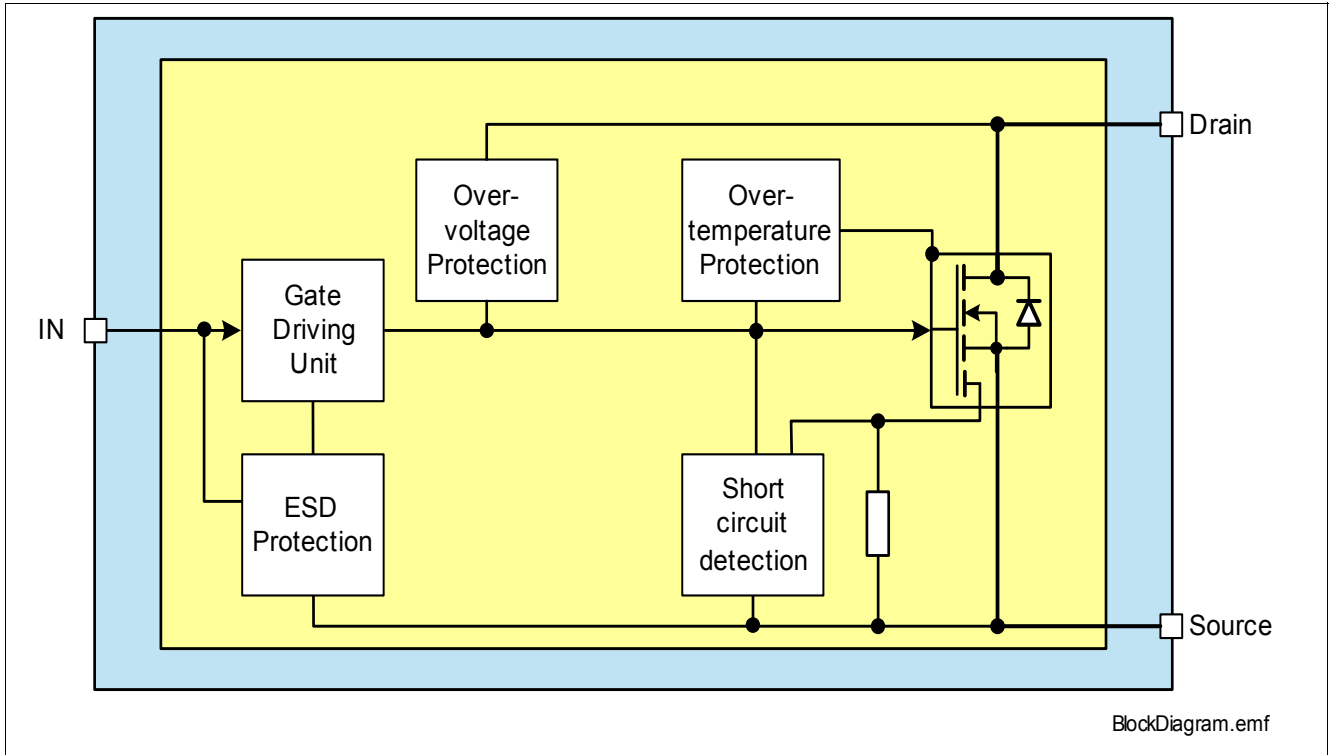 Drain
Over-
voltage
Protection
Over-
temperature
Protection
IN
Gate
Driving
Unit
ESD
Protection
Short
circuit
detection
Source
BlockDiagram.emf